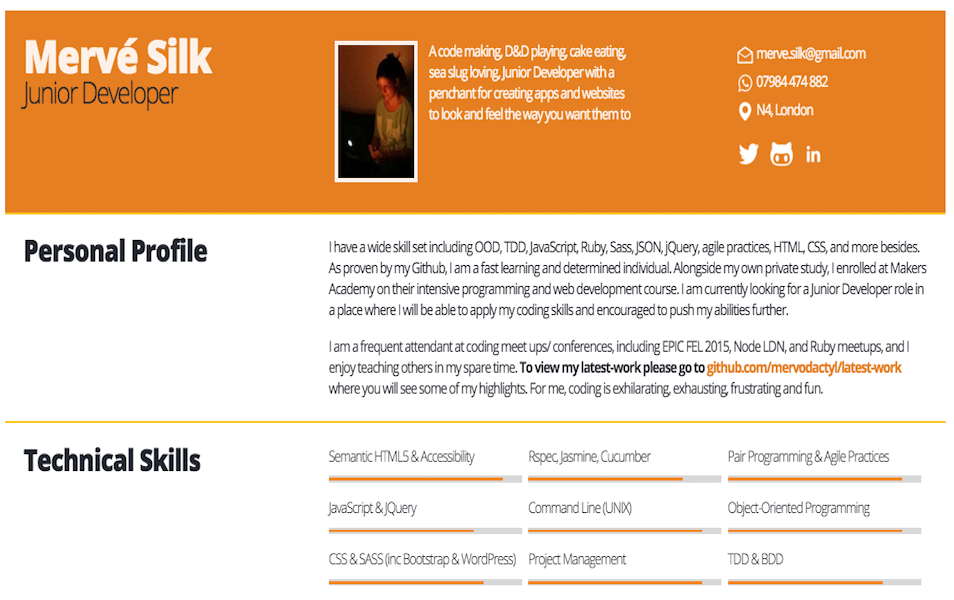 Mervé Silk
Junior Developer
A code making, D&D playing, cake eating,
sea slug loving, Junior Developer with a
penchant for creating apps and websites
to look and feel the way you want them to
merve.silk@gmail.com
07984 474 882
N4, London
in
Personal Profile
I have a wide skill set including OOD, TDD, JavaScript, Ruby, Sass, JSON, jQuery, agile practices, HTML, CSS, and more besides.
As proven by my Github, I am a fast learning and determined individual. Alongside my own private study, I enrolled at Makers
Academy on their intensive programming and web development course. I am currently looking for a Junior Developer role in
a place where I will be able to apply my coding skills and encouraged to push my abilities further.
I am a frequent attendant at coding meet ups/ conferences, including EPIC FEL 2015, Node LDN, and Ruby meetups, and I
enjoy teaching others in my spare time. To view my latest-work please go to github.com/mervodactyl/latest-work
where you will see some of my highlights. For me, coding is exhilarating, exhausting, frustrating and fun.
Technical Skills
Semantic HTML5 & Accessibility
Rspec, Jasmine, Cucumber
Pair Programming & Agile Practices
JavaScript & JQuery
Command Line (UNIX)
Object-Oriented Programming
CSS & SASS (inc Bootstrap & WordPress)
Project Management
TDD & BDD